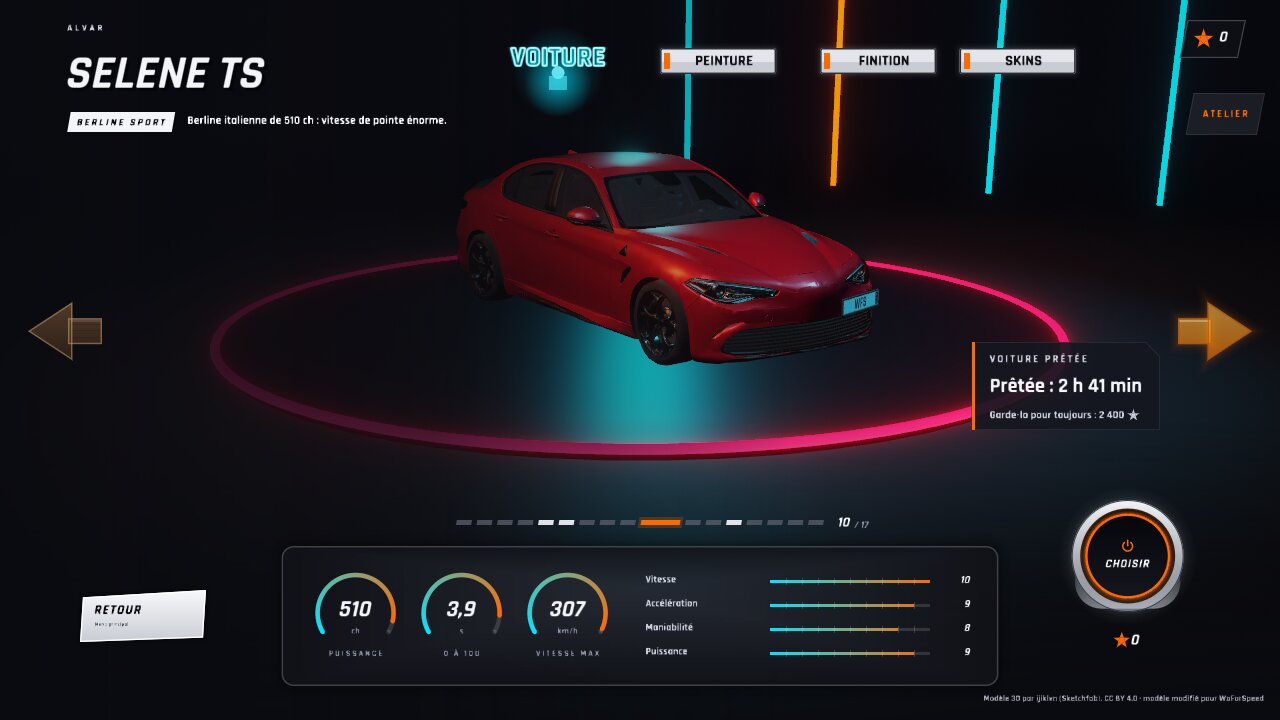 ALVAR
SELENE TS
BERLINE SPORT
Berline italienne de 510 ch : vitesse de pointe énorme.
VOITURE
PEINTURE
FINITION
SKINS
0
ATELIER
WFS
VOITURE PRÊTÉE
Prêtée : 2 h 41 min
Garde-la pour toujours : 2 400 ★
10 / 17
510
ch
PUISSANCE
3,9
s
0 À 100
307
km/h
VITESSE MAX
Vitesse 10
Accélération 9
Maniabilité 8
Puissance 9
RETOUR
Menu principal
CHOISIR
0
Modèle 3D par ijiklvn (Sketchfab), CC BY 4.0 · modèle modifié pour WoForSpeed